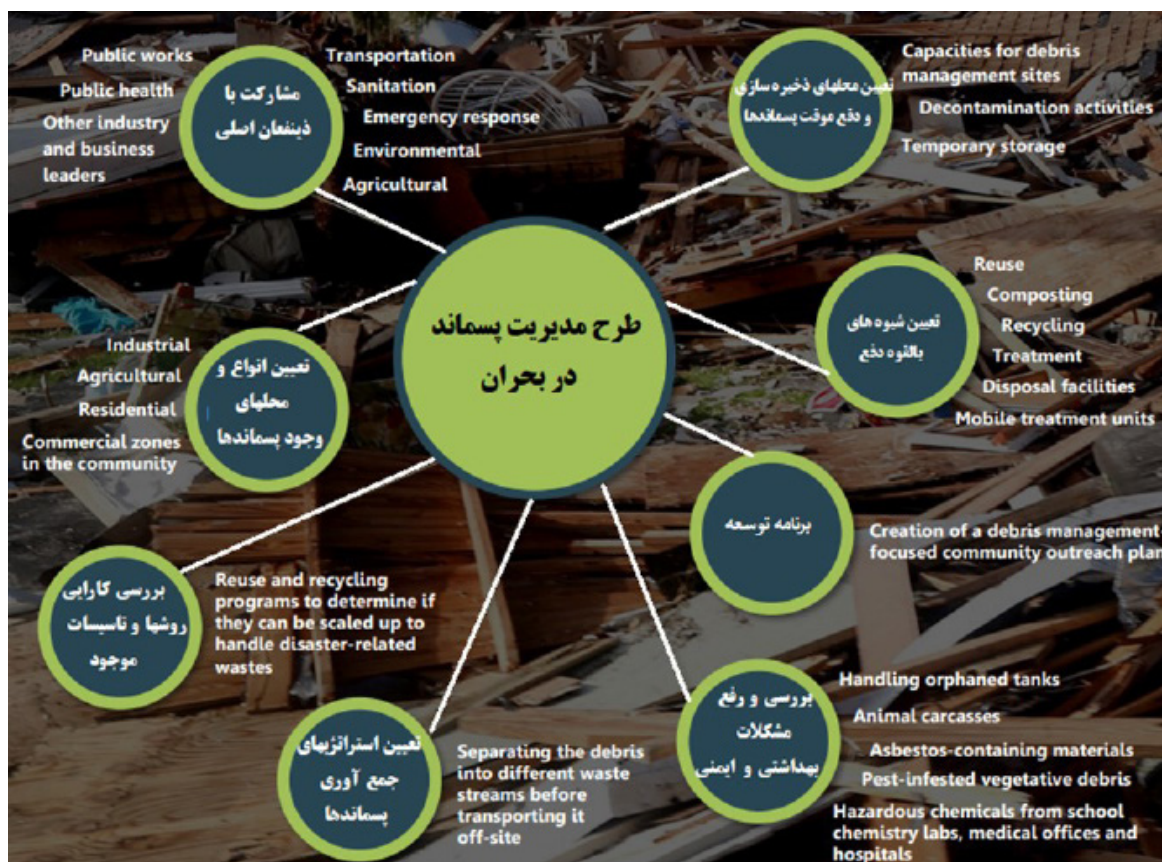 Public works
Public health
Other industry
and business
leaders
مشارکت با
ذینفعان اصلی
Transportation
Sanitation
Emergency response
Environmental
Agricultural
تعیین محلهای ذخیره سازی
و دفع موقت پسماندها
Capacities for debris
management sites
Decontamination activities
Temporary storage
طرح مدیریت پسماند
در بحران
Industrial
Agricultural
Residential
Commercial zones
in the community
تعیین انواع و
محلهای
وجود پسماندها
تعیین شیوه های
بالقوه دفع
Reuse
Composting
Recycling
Treatment
Disposal facilities
Mobile treatment units
برنامه توسعه
Creation of a debris management-
focused community outreach plan
بررسی کارایی
روشها و تاسیسات
موجود
Reuse and recycling
programs to determine if
they can be scaled up to
handle disaster-related
wastes
تعیین استراتژیهای
جمع آوری
پسماندها
Separating the debris
into different waste
streams before
transporting it
off-site
بررسی و رفع
مشکلات
بهداشتی و ایمنی
Handling orphaned tanks
Animal carcasses
Asbestos-containing materials
Pest-infested vegetative debris
Hazardous chemicals from school
chemistry labs, medical offices and
hospitals